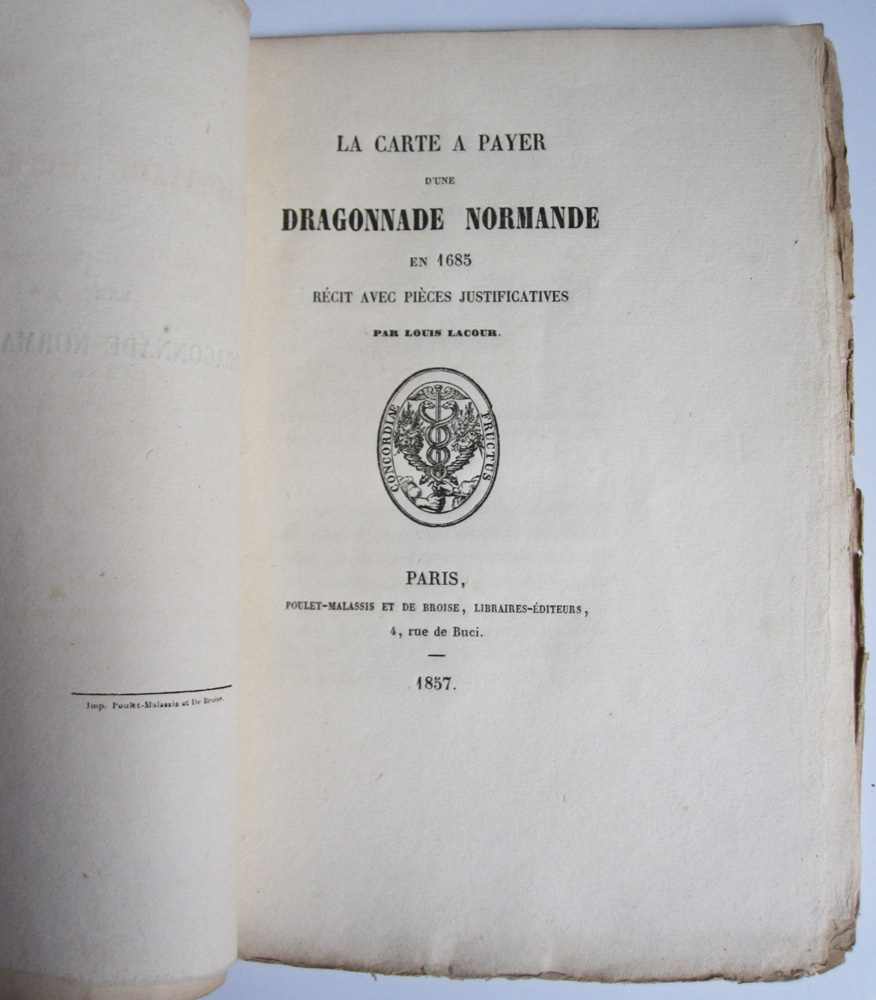 Imp. Poulet-Malassis et De Broise.
LA CARTE A PAYER
D'UNE
DRAGONNADE NORMANDE
EN 1685
RÉCIT AVEC PIÈCES JUSTIFICATIVES
PAR LOUIS LACOUR.
CONCORDIÆ FRUCTUS
PARIS,
POULET-MALASSIS ET DE BROISE, LIBRAIRES-ÉDITEURS,
4, rue de Buci.
1857.